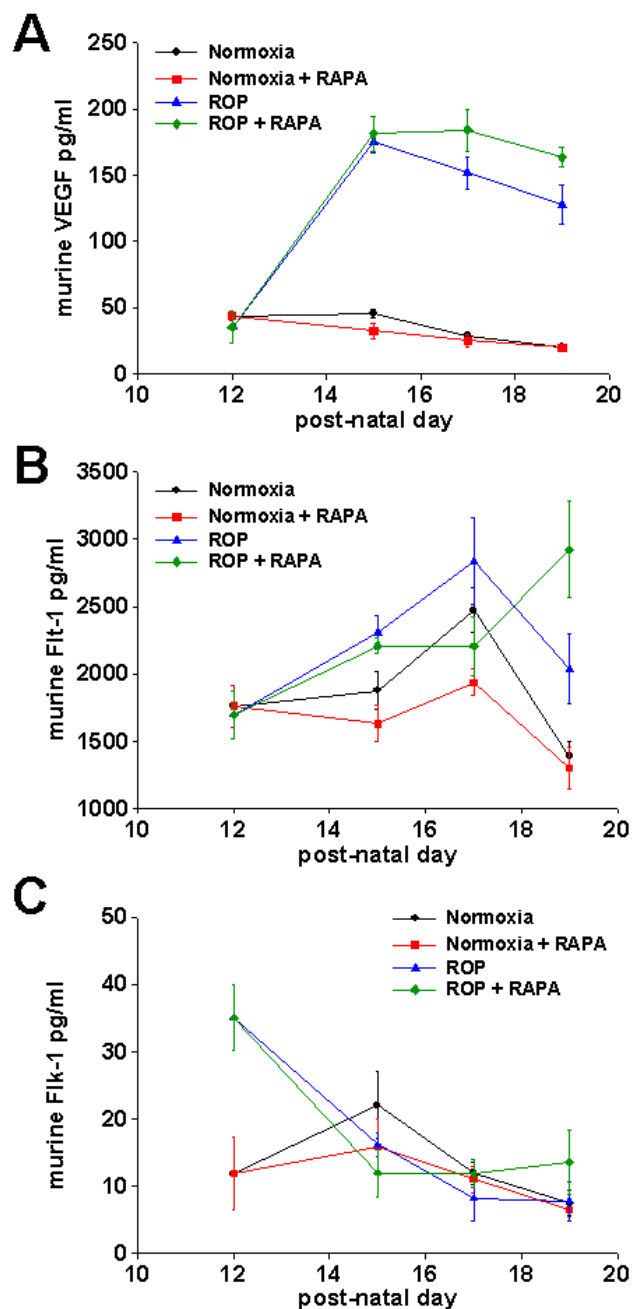 A
250
200
150
100
50
0
murine VEGF pg/ml
Normoxia
Normoxia + RAPA
ROP
ROP + RAPA
10 12 14 16 18 20
post-natal day
B
3500
3000
2500
2000
1500
1000
murine Flt-1 pg/ml
Normoxia
Normoxia + RAPA
ROP
ROP + RAPA
10 12 14 16 18 20
post-natal day
C
50
40
30
20
10
0
murine Flk-1 pg/ml
Normoxia
Normoxia + RAPA
ROP
ROP + RAPA
10 12 14 16 18 20
post-natal day